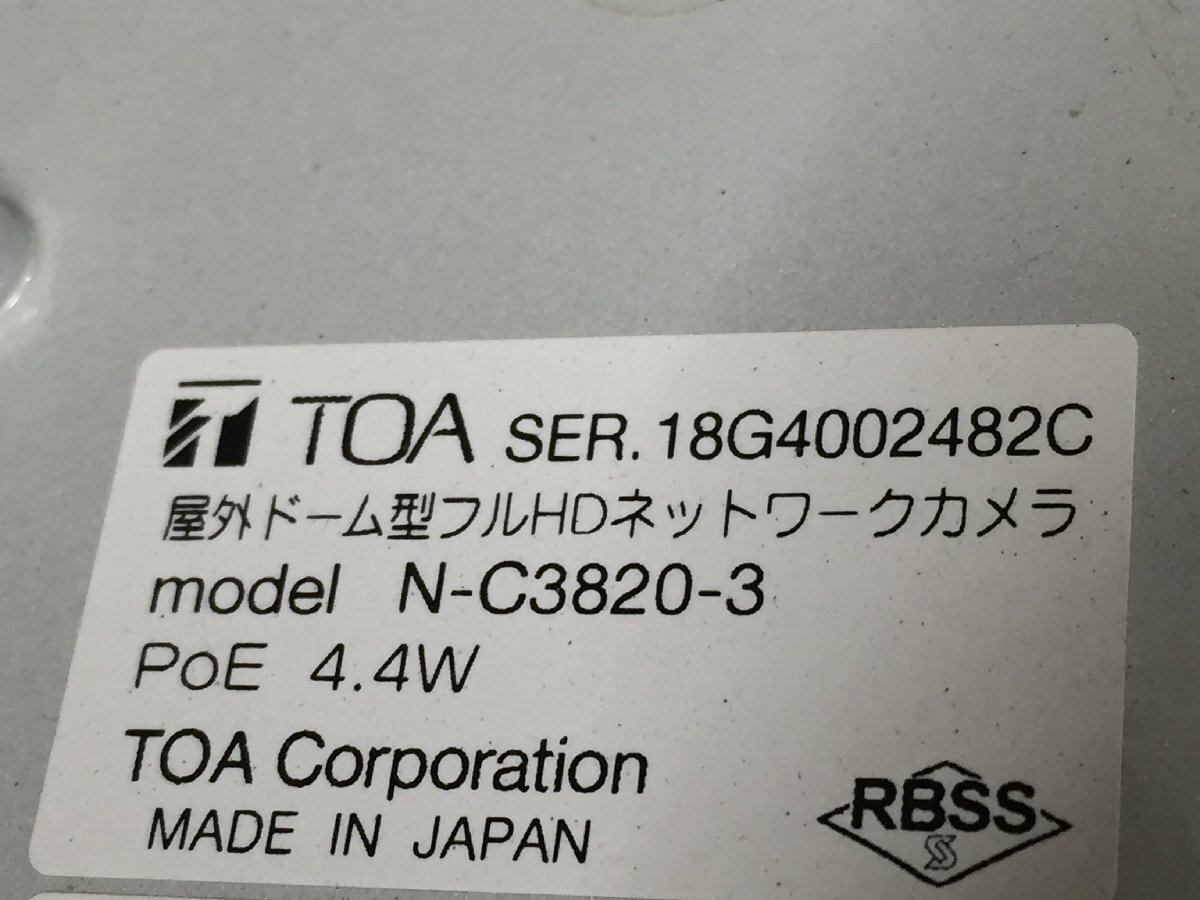 TOA SER. 18G4002482C
屋外ドーム型フルHDネットワークカメラ
model N-C3820-3
PoE 4.4W
TOA Corporation
MADE IN JAPAN
RBSS
S